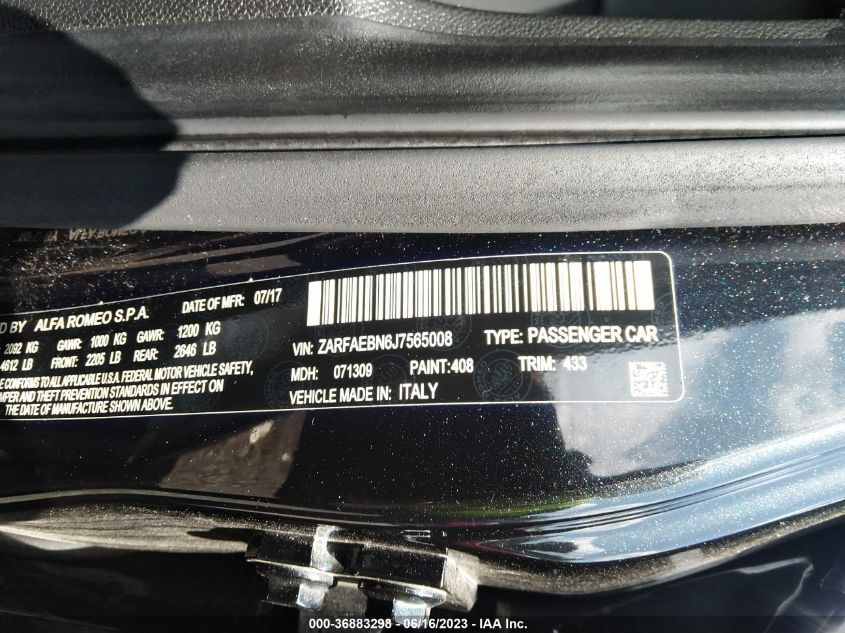 D BY ALFA ROMEO S.P.A. DATE OF MFR: 07/17
2092 KG GAWR: 1000 KG GAWR: 1200 KG
4612 LB FRONT: 2205 LB REAR: 2646 LB
E CONFORMS TO ALL APPLICABLE U.S.A. FEDERAL MOTOR VEHICLE SAFETY,
MPER AND THEFT PREVENTION STANDARDS IN EFFECT ON
THE DATE OF MANUFACTURE SHOWN ABOVE.
VIN: ZARFAEBN6J7565008 TYPE: PASSENGER CAR
MDH: 071309 PAINT: 408 TRIM: 433
VEHICLE MADE IN: ITALY
000-36883298 - 06/16/2023 - IAA Inc.